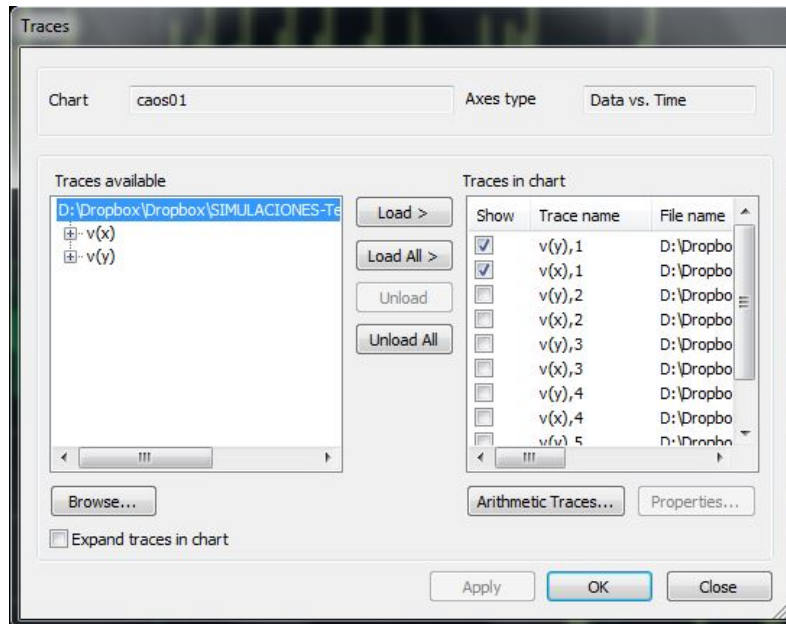 Traces
Chart caos01 Axes type Data vs. Time
Traces available
D:\Dropbox\Dropbox\SIMULACIONES-Te
v(x)
v(y)
Load >
Load All >
Unload
Unload All
Traces in chart
Show Trace name File name
v(y),1 D:\Dropbo
v(x),1 D:\Dropbo
v(y),2 D:\Dropbo
v(x),2 D:\Dropbo
v(y),3 D:\Dropbo
v(x),3 D:\Dropbo
v(y),4 D:\Dropbo
v(x),4 D:\Dropbo
v(y),5 D:\Dropbo
Browse...
Arithmetic Traces... Properties...
Expand traces in chart
Apply OK Close